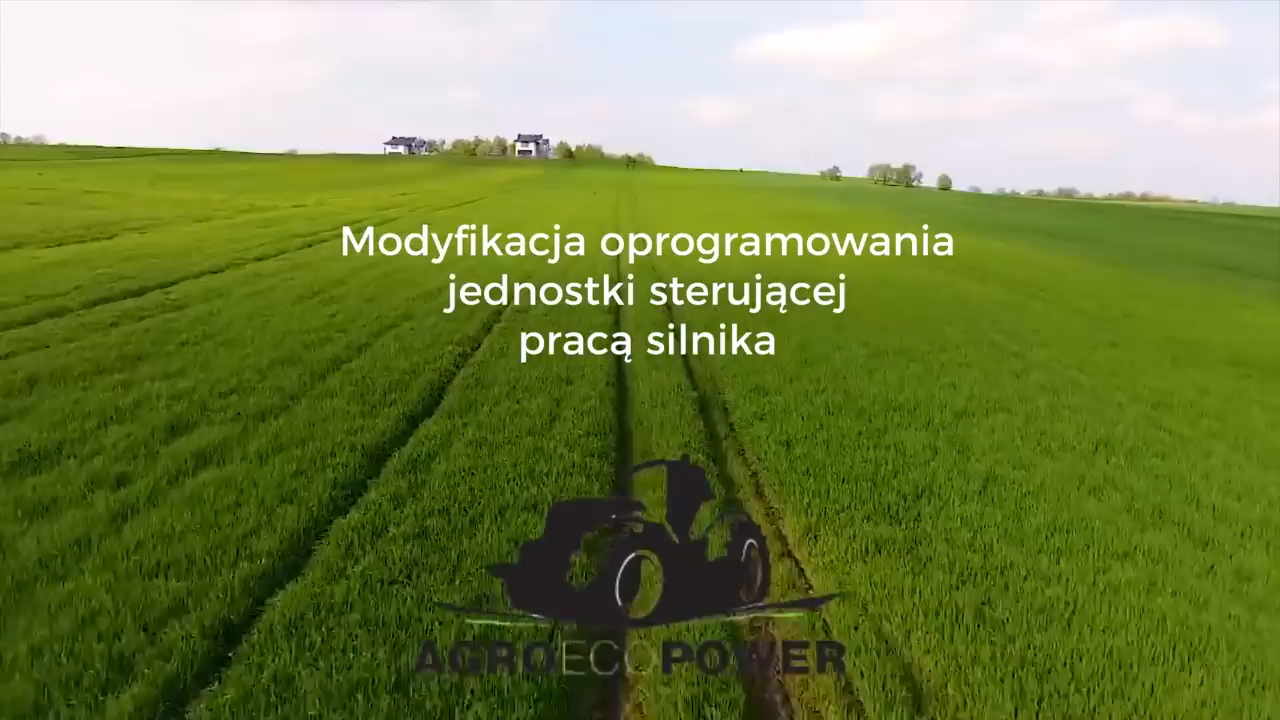 Modyfikacja oprogramowania
jednostki sterującej
pracą silnika
AGROECOPOWER